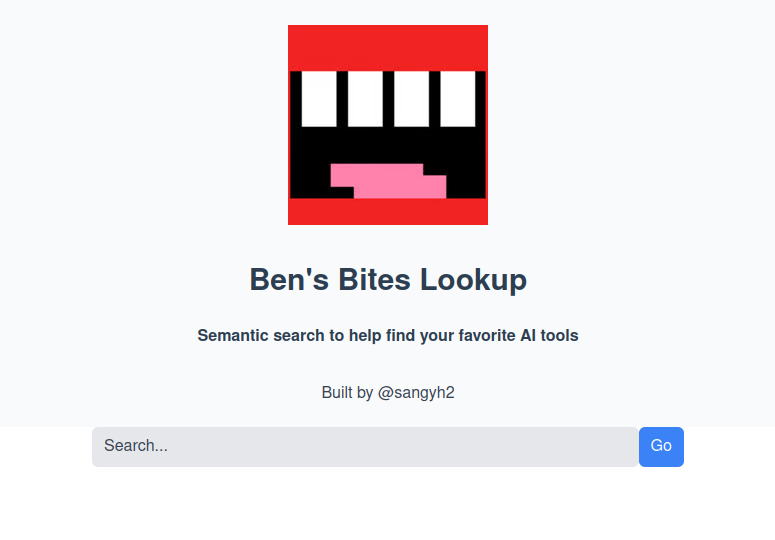 Ben's Bites Lookup
Semantic search to help find your favorite AI tools
Built by @sangyh2
Search... Go